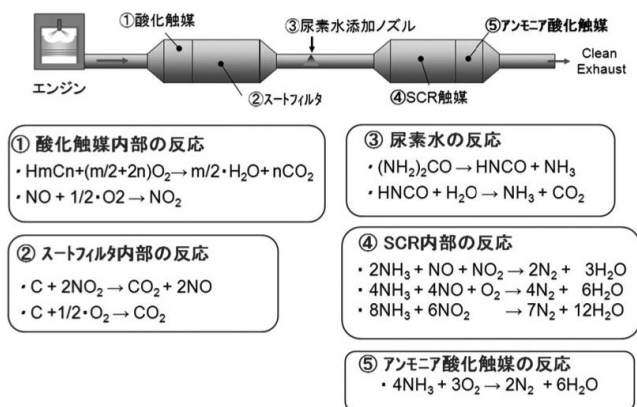 ①酸化触媒
③尿素水添加ノズル
⑤アンモニア酸化触媒
Clean
Exhaust
エンジン
②スートフィルタ
④SCR触媒
① 酸化触媒内部の反応
・HmCn+(m/2+2n)O₂→m/2・H₂O+nCO₂
・NO + 1/2・O2 → NO₂
② スートフィルタ内部の反応
・C + 2NO₂ → CO₂ + 2NO
・C +1/2・O₂→ CO₂
③ 尿素水の反応
・(NH₂)₂CO → HNCO + NH₃
・HNCO + H₂O → NH₃ + CO₂
④ SCR内部の反応
・2NH₃ + NO + NO₂ → 2N₂ + 3H₂O
・4NH₃ + 4NO + O₂ → 4N₂ + 6H₂O
・8NH₃ + 6NO₂ → 7N₂ + 12H₂O
⑤ アンモニア酸化触媒の反応
・4NH₃ + 3O₂→ 2N₂ + 6H₂O